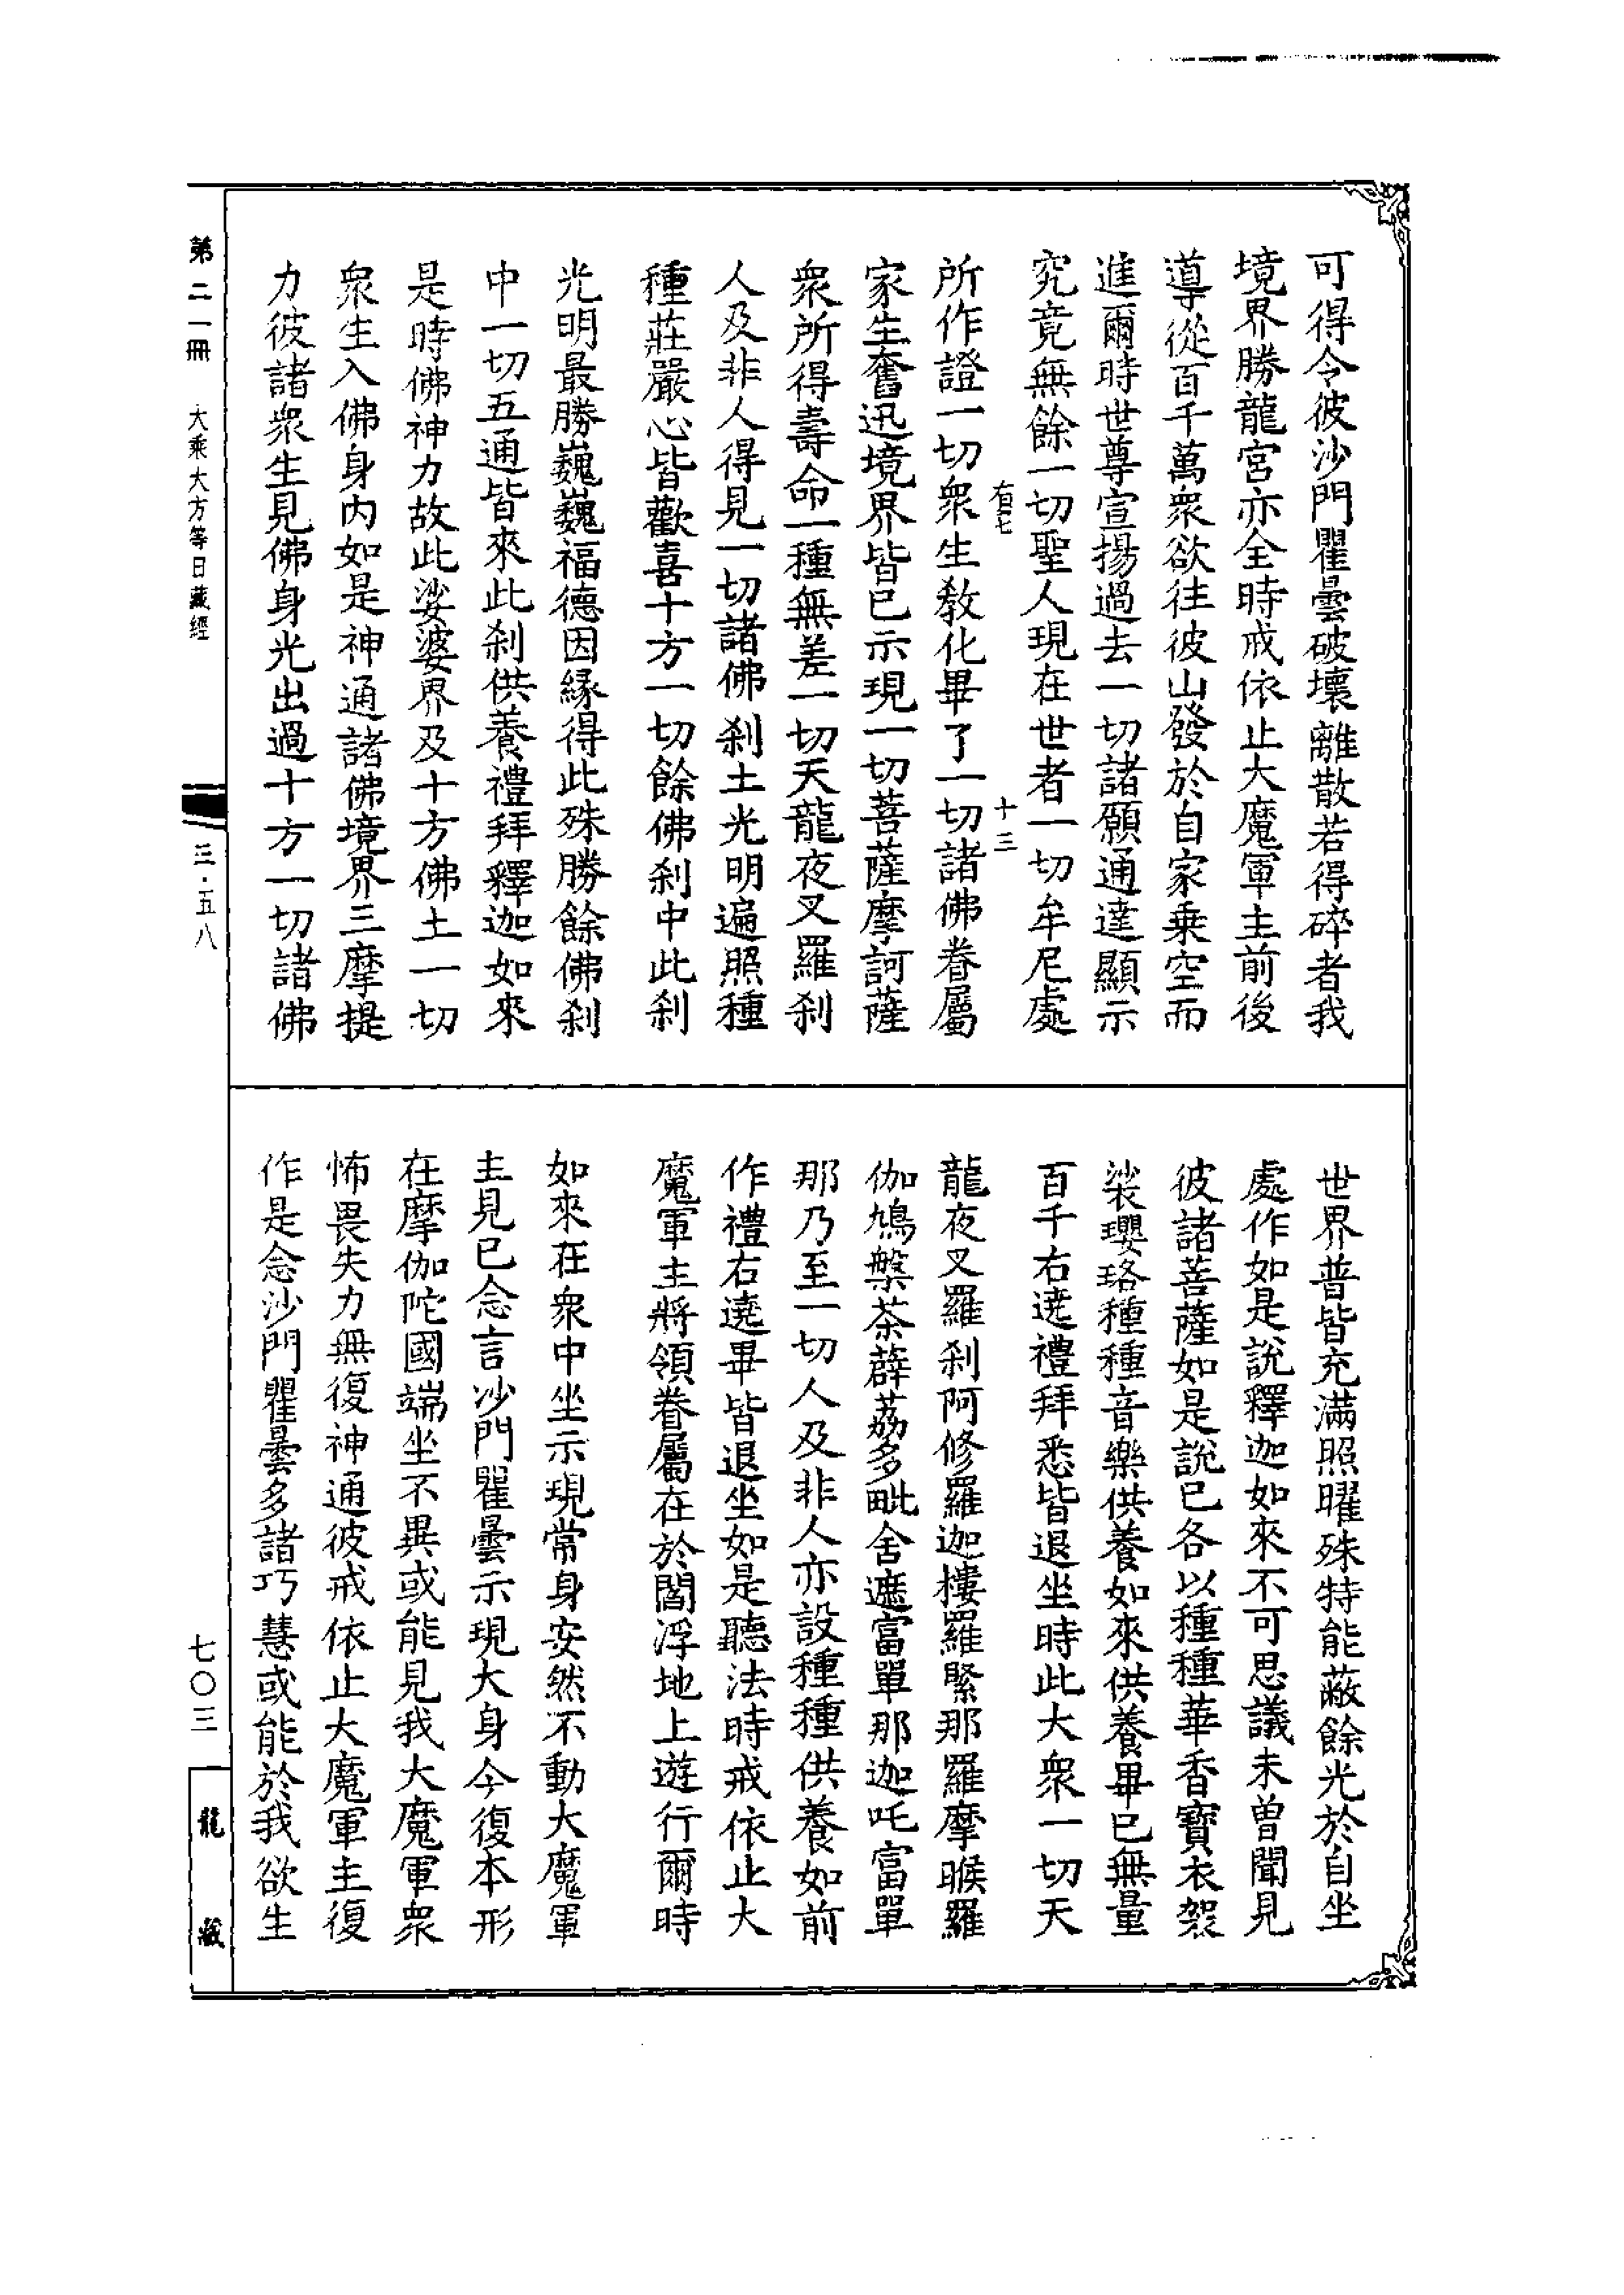 可得令彼沙門瞿曇破壞離散若得碎者我
境界勝龍宮亦全時戒依止大魔軍主前後
導從百千萬衆欲往彼山發於自家乗空而
進爾時世尊宣揚過去一切諸願通達顯示
究竟無餘一切聖人現在世者一切牟尼處
有七
十三
所作證一切衆生教化畢了一切諸佛眷屬
家生奮迅境界皆已示現一切菩薩摩訶薩
衆所得壽命一種無差一切天龍夜叉羅刹
人及非人得見一切諸佛刹土光明遍照種
種莊嚴心皆歡喜十方一切餘佛刹中此刹
光明最勝巍巍福德因緣得此殊勝餘佛刹
中一切五通皆來此刹供養禮拜釋迦如來
是時佛神力故此娑婆界及十方佛土一切
衆生入佛身內如是神通諸佛境界三摩提
力彼諸衆生見佛身光出過十方一切諸佛
世界普皆充滿照曜殊特能蔽餘光於自坐
處作如是說釋迦如來不可思議未曾聞見
彼諸菩薩如是說已各以種種華香寶衣袈
裟瓔珞種種音樂供養如來供養畢已無量
百千右遶禮拜悉皆退坐時此大衆一切天
龍夜叉羅刹阿修羅迦樓羅緊那羅摩睺羅
伽鳩槃茶薜荔多毗舍遮富單那迦吒富單
那乃至一切人及非人亦設種種供養如前
作禮右遶畢皆退坐如是聽法時戒依止大
魔軍主將領眷屬在於閻浮地上遊行爾時
如來在衆中坐示現常身安然不動大魔軍
主見已念言沙門瞿曇示現大身今復本形
在摩伽陀國端坐不異或能見我大魔軍衆
怖畏失力無復神通彼戒依止大魔軍主復
作是念沙門瞿曇多諸巧慧或能於我欲生
第二一冊
大乘大方等日藏經
三·五八
七〇三
龍藏